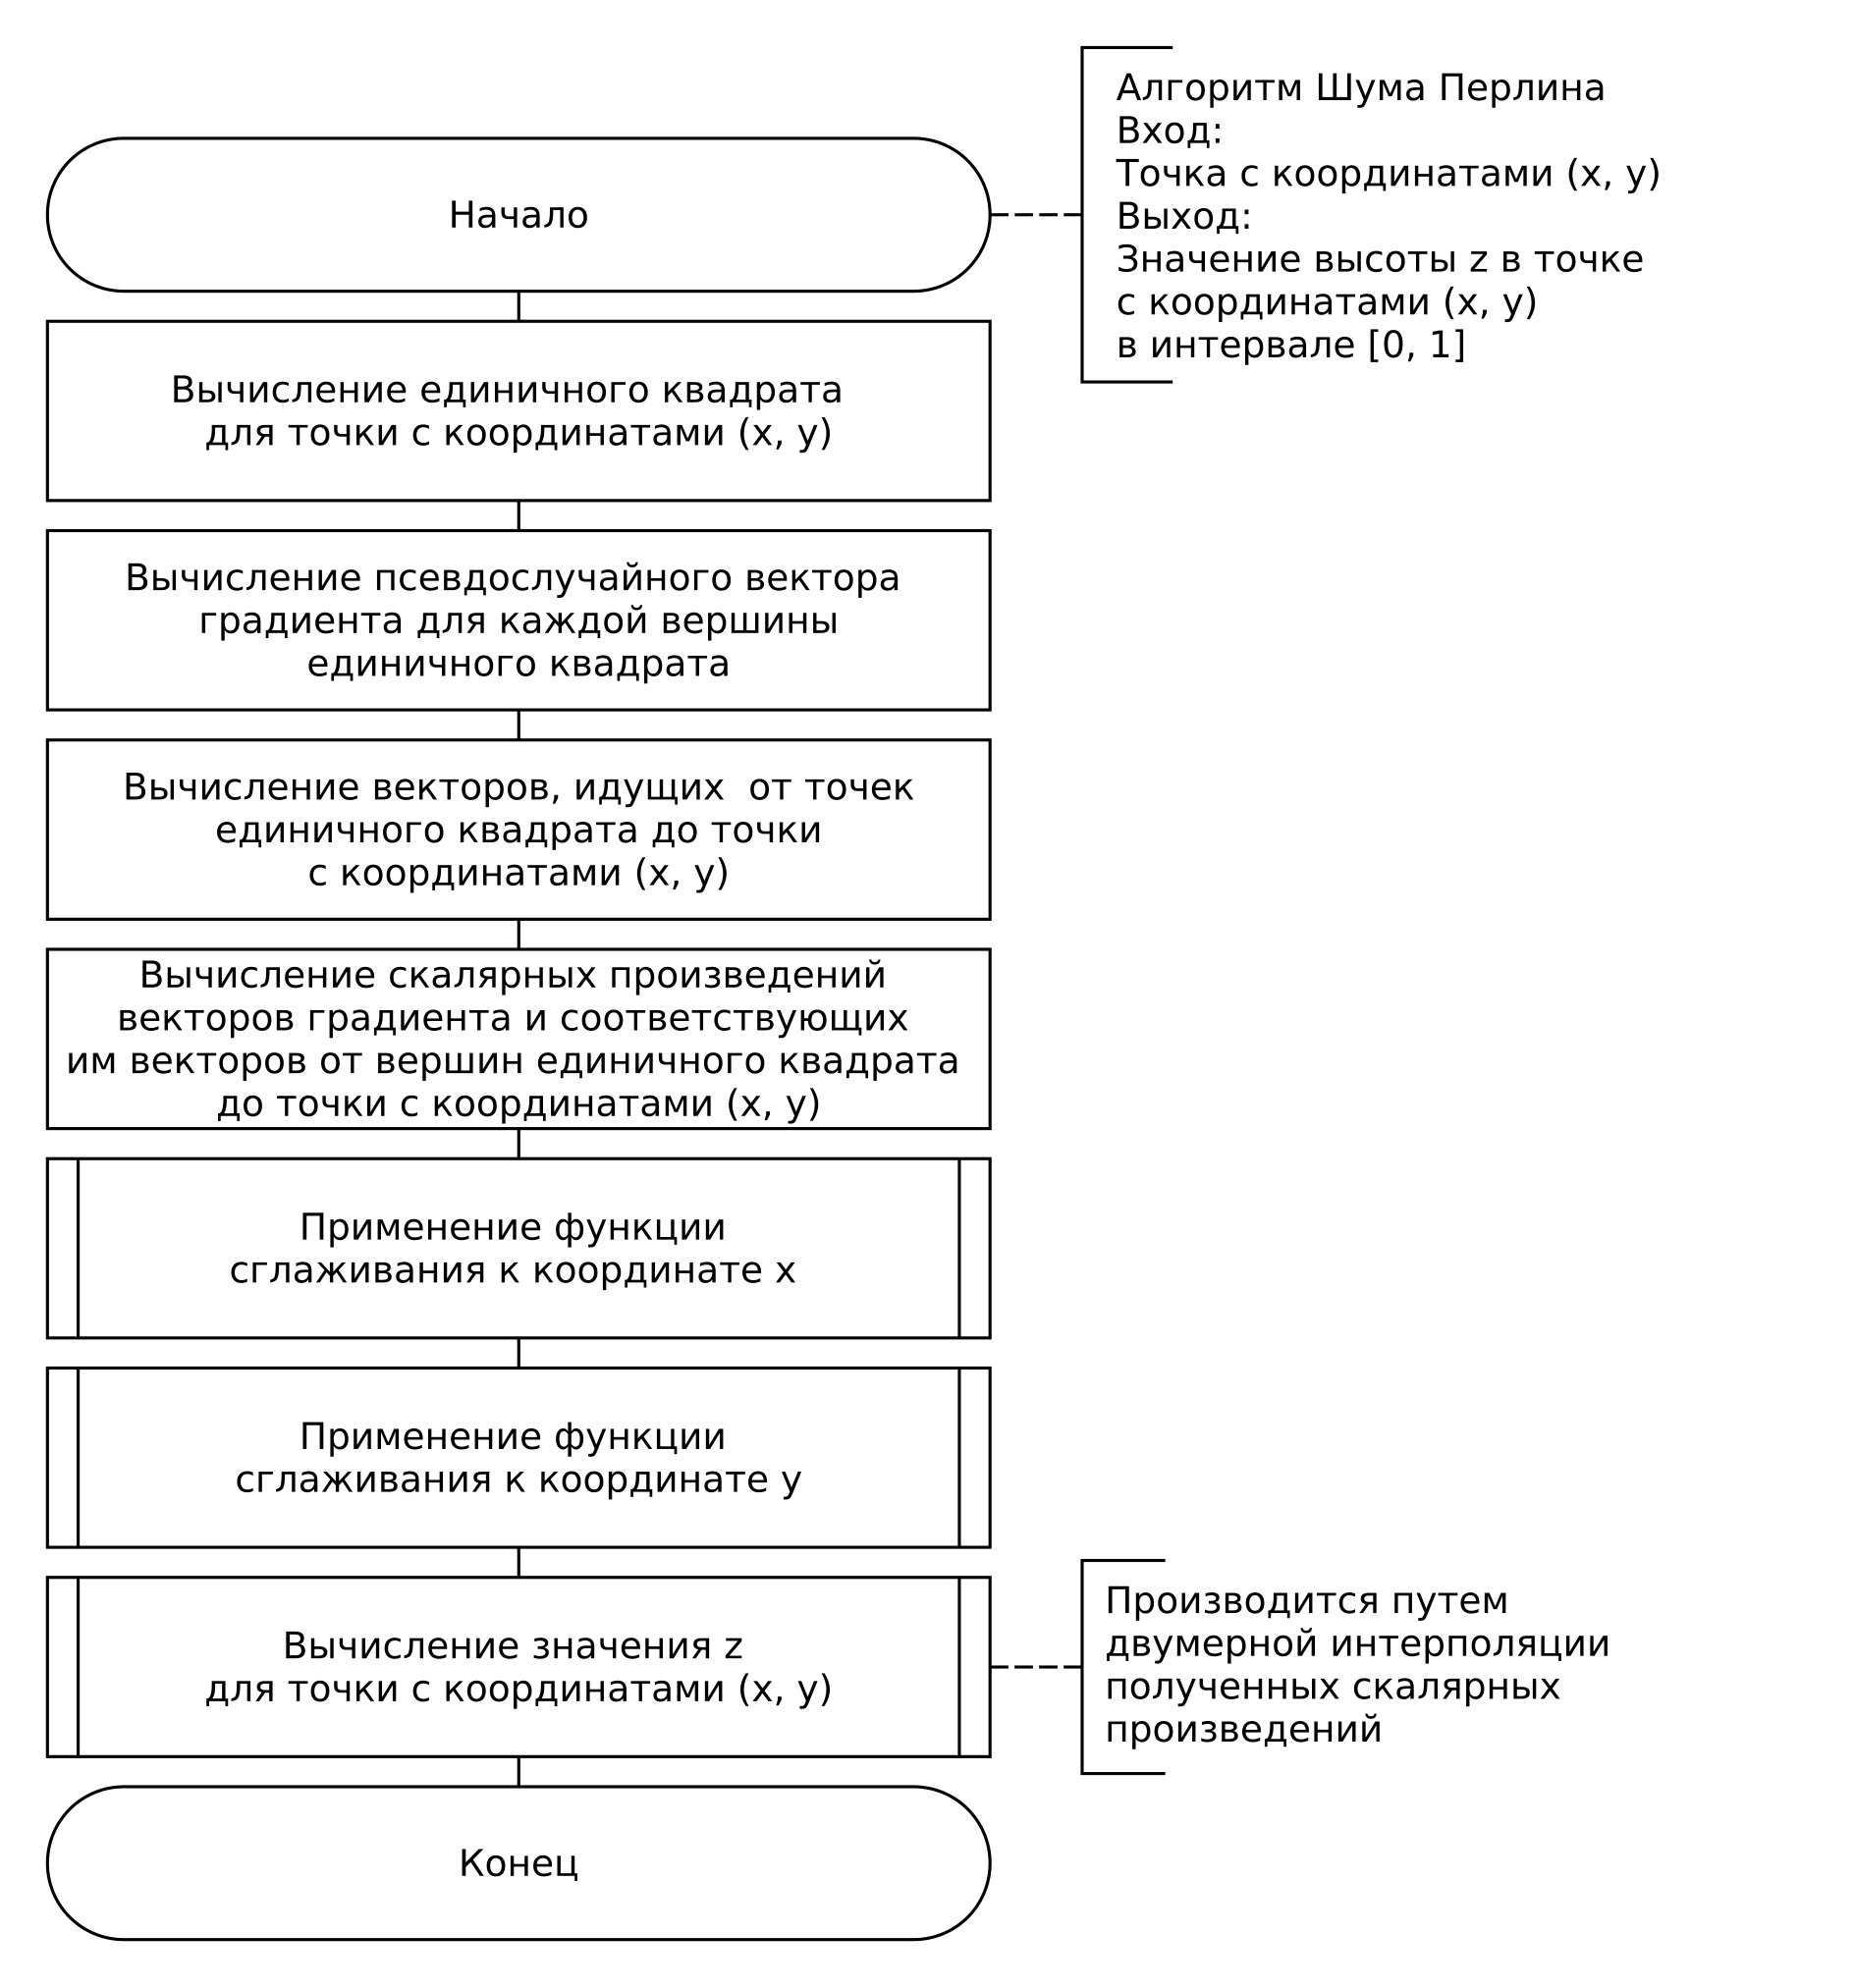 Начало
Алгоритм Шума Перлина
Вход:
Точка с координатами (x, y)
Выход:
Значение высоты z в точке
с координатами (x, y)
в интервале [0, 1]
Вычисление единичного квадрата
для точки с координатами (x, y)
Вычисление псевдослучайного вектора
градиента для каждой вершины
единичного квадрата
Вычисление векторов, идущих  от точек
единичного квадрата до точки
с координатами (x, y)
Вычисление скалярных произведений
векторов градиента и соответствующих
им векторов от вершин единичного квадрата
до точки с координатами (x, y)
Применение функции
сглаживания к координате x
Применение функции
сглаживания к координате y
Вычисление значения z
для точки с координатами (x, y)
Производится путем
двумерной интерполяции
полученных скалярных
произведений
Конец